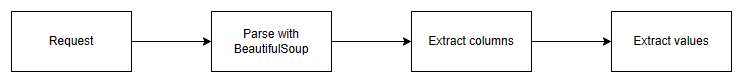 Request
Parse with
BeautifulSoup
Extract columns
Extract values